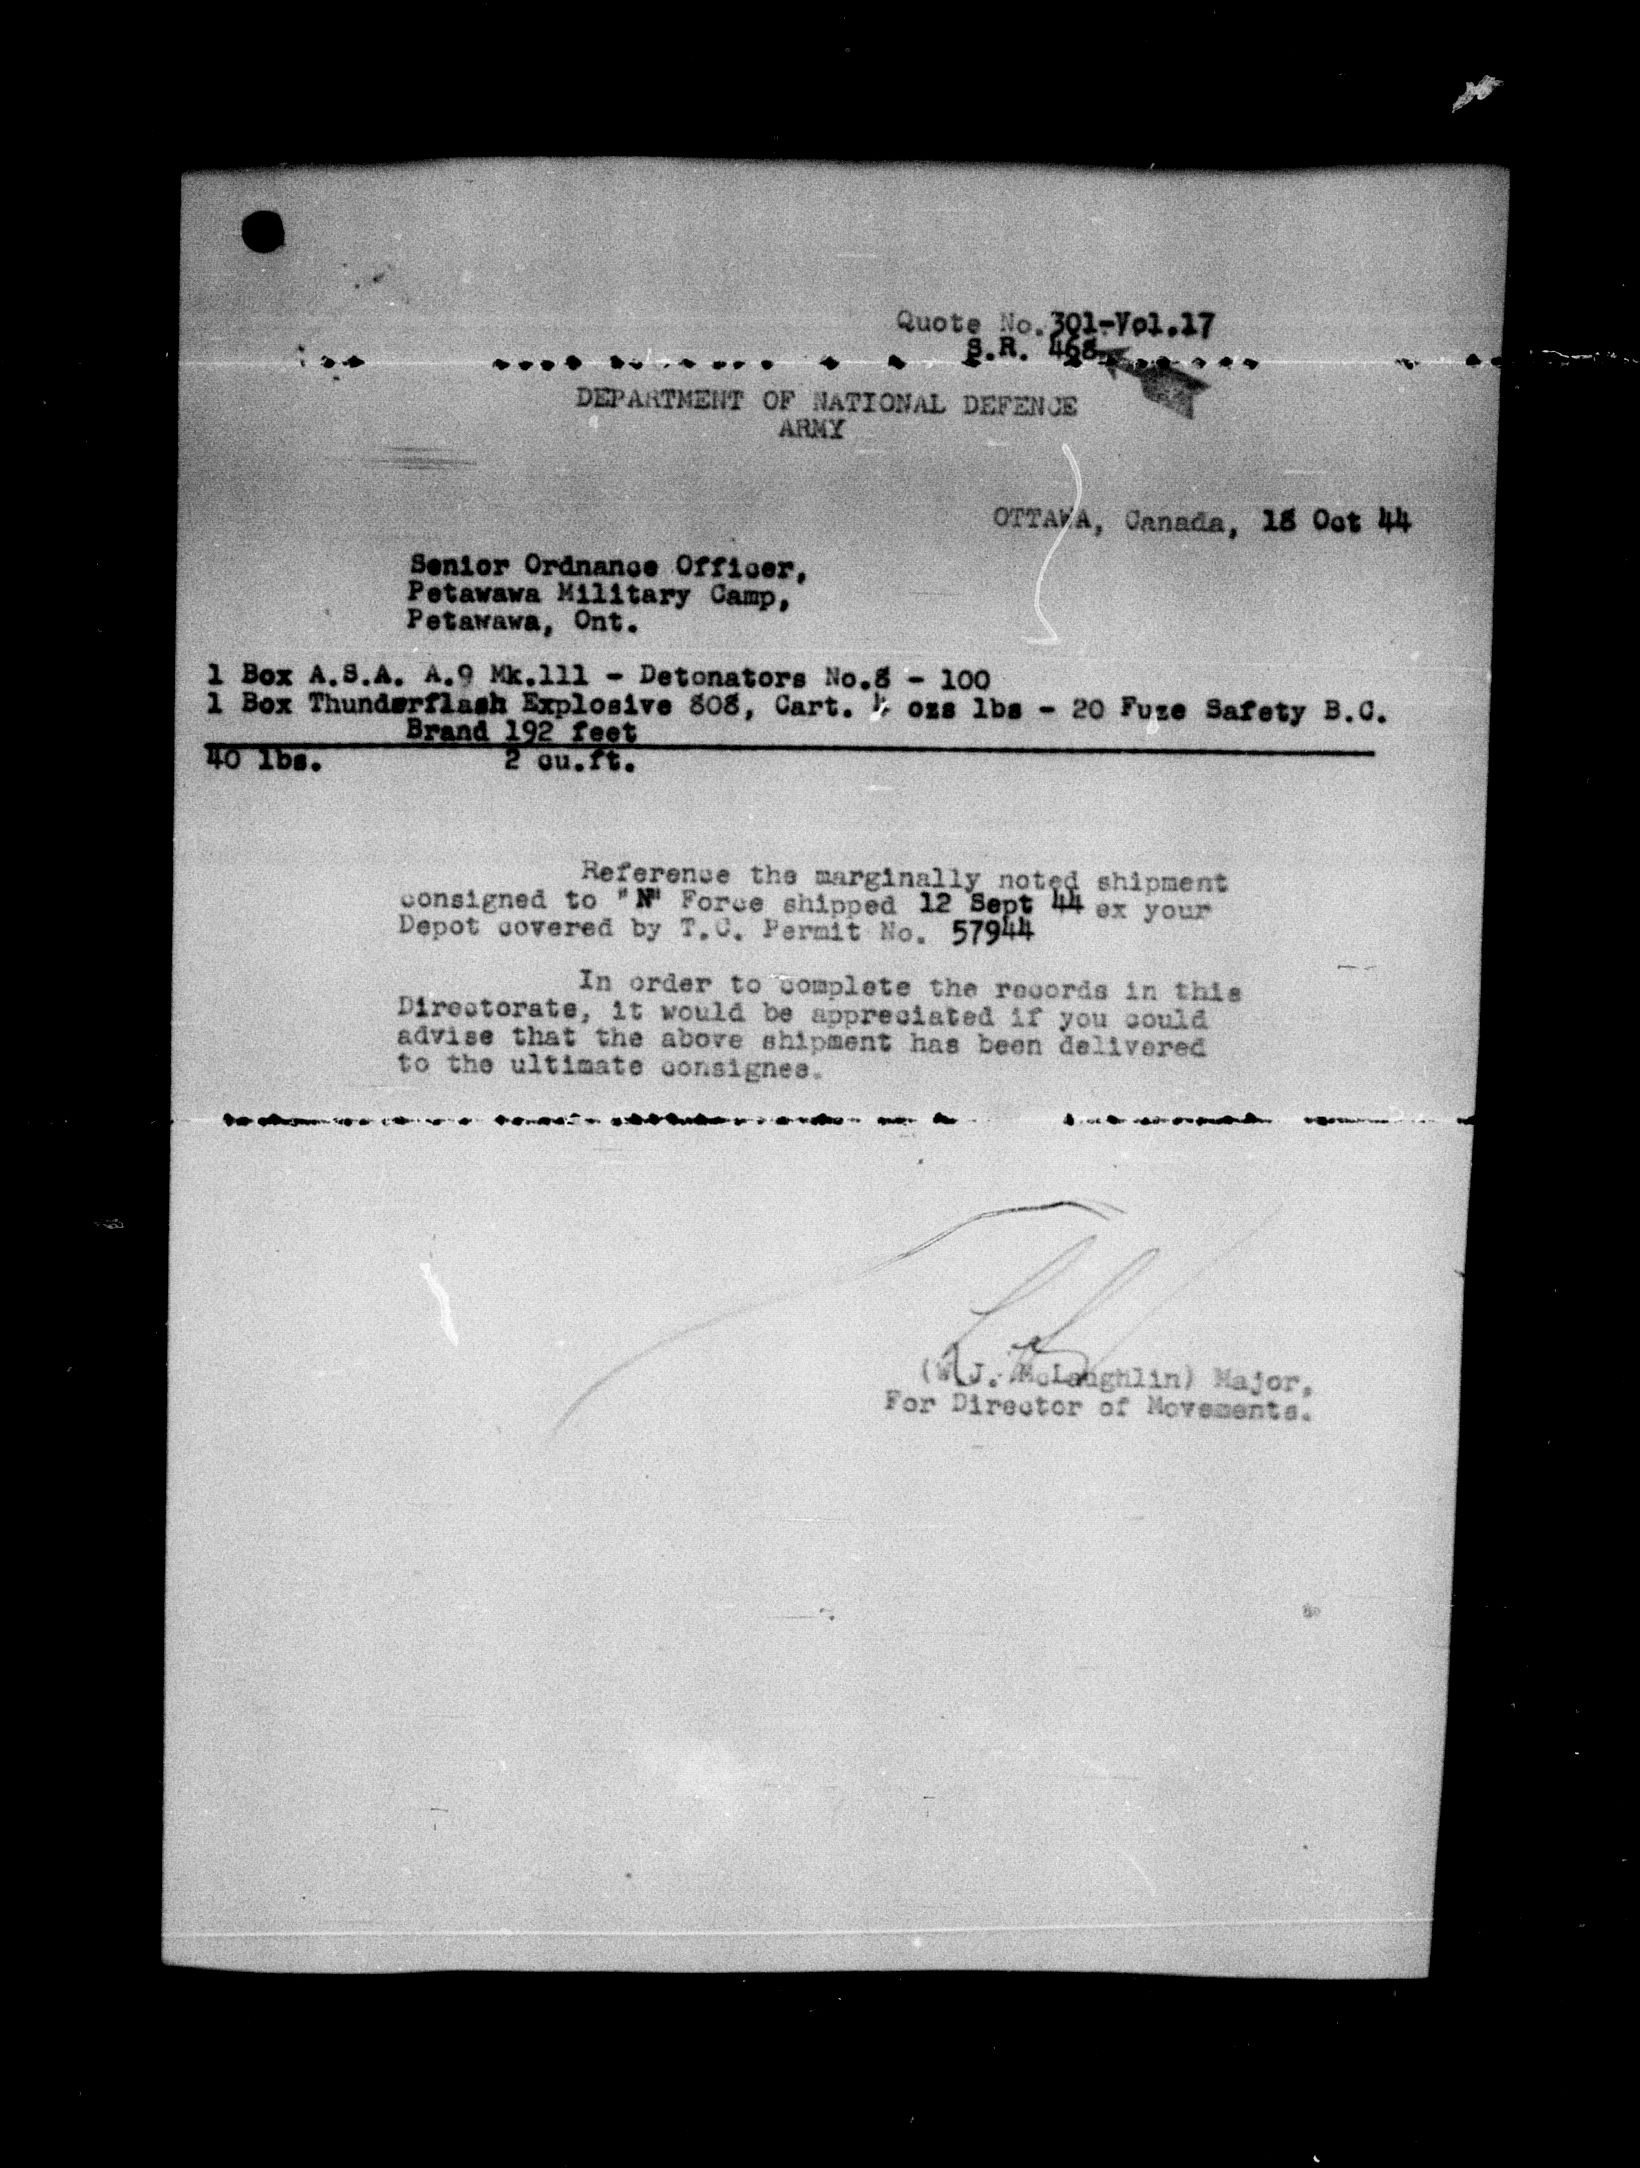 Quote No. 301-Vol.17
S.R. 468
DEPARTMENT OF NATIONAL DEFENCE
ARMY
OTTAWA, Canada, 18 Oct 44
Senior Ordnance Officer,
Petawawa Military Camp,
Petawawa, Ont.
1 Box A.S.A. A.9 Mk.111 - Detonators No.8 - 100
1 Box Thunderflash Explosive 808, Cart. 4 ozs lbs - 20 Fuze Safety B.C.
Brand 192 feet
40 lbs. 2 cu.ft.
Reference the marginally noted shipment
consigned to "N" Force shipped 12 Sept 44 ex your
Depot covered by T.C. Permit No. 57944
In order to complete the records in this
Directorate, it would be appreciated if you could
advise that the above shipment has been delivered
to the ultimate consignee.
(W.J. McLaughlin) Major,
For Director of Movements.